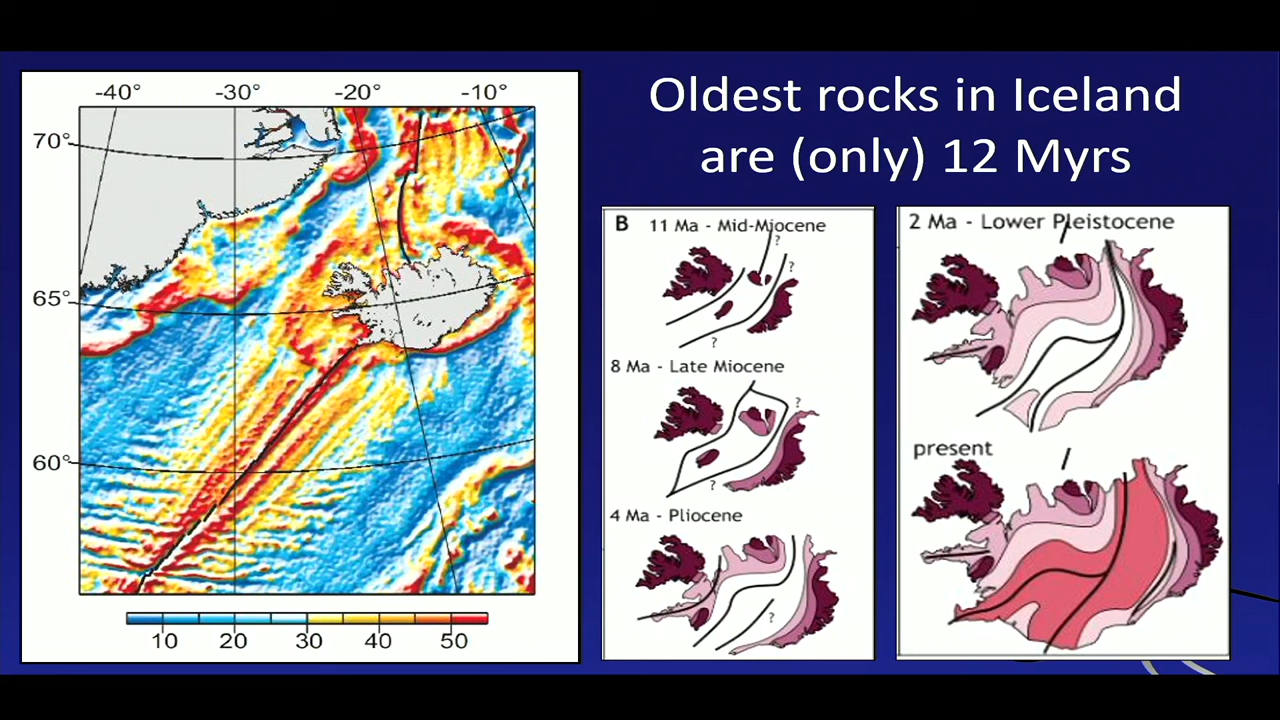 Oldest rocks in Iceland
are (only) 12 Myrs
-40° -30° -20° -10°
70°
65°
60°
10 20 30 40 50
B 11 Ma - Mid-Miocene
?
?
?
8 Ma - Late Miocene
?
?
4 Ma - Pliocene
?
2 Ma - Lower Pleistocene
present